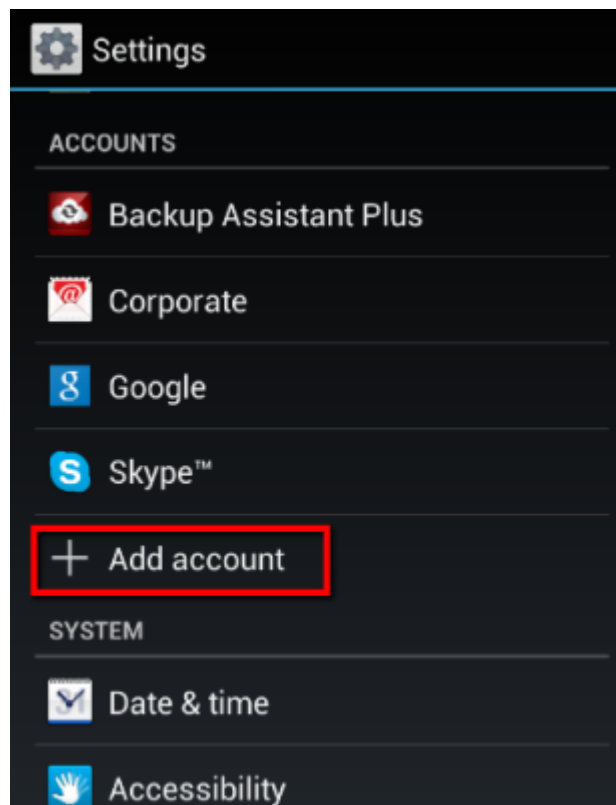 Settings
ACCOUNTS
Backup Assistant Plus
Corporate
Google
Skype™
Add account
SYSTEM
Date & time
Accessibility